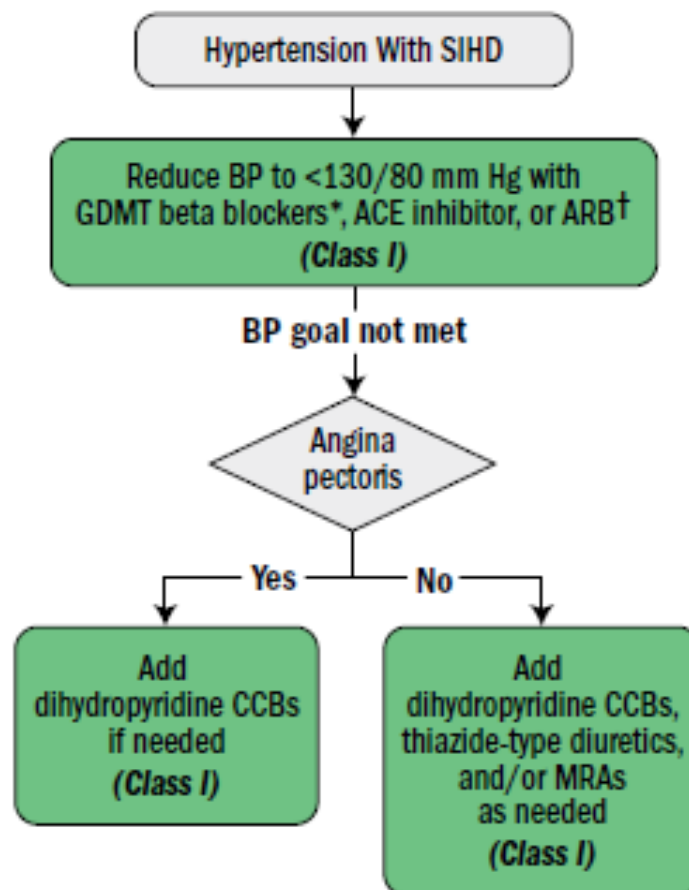 Hypertension With SIHD
Reduce BP to <130/80 mm Hg with
GDMT beta blockers*, ACE inhibitor, or ARB†
(Class I)
BP goal not met
Angina
pectoris
Yes
No
Add
dihydropyridine CCBs
if needed
(Class I)
Add
dihydropyridine CCBs,
thiazide-type diuretics,
and/or MRAs
as needed
(Class I)